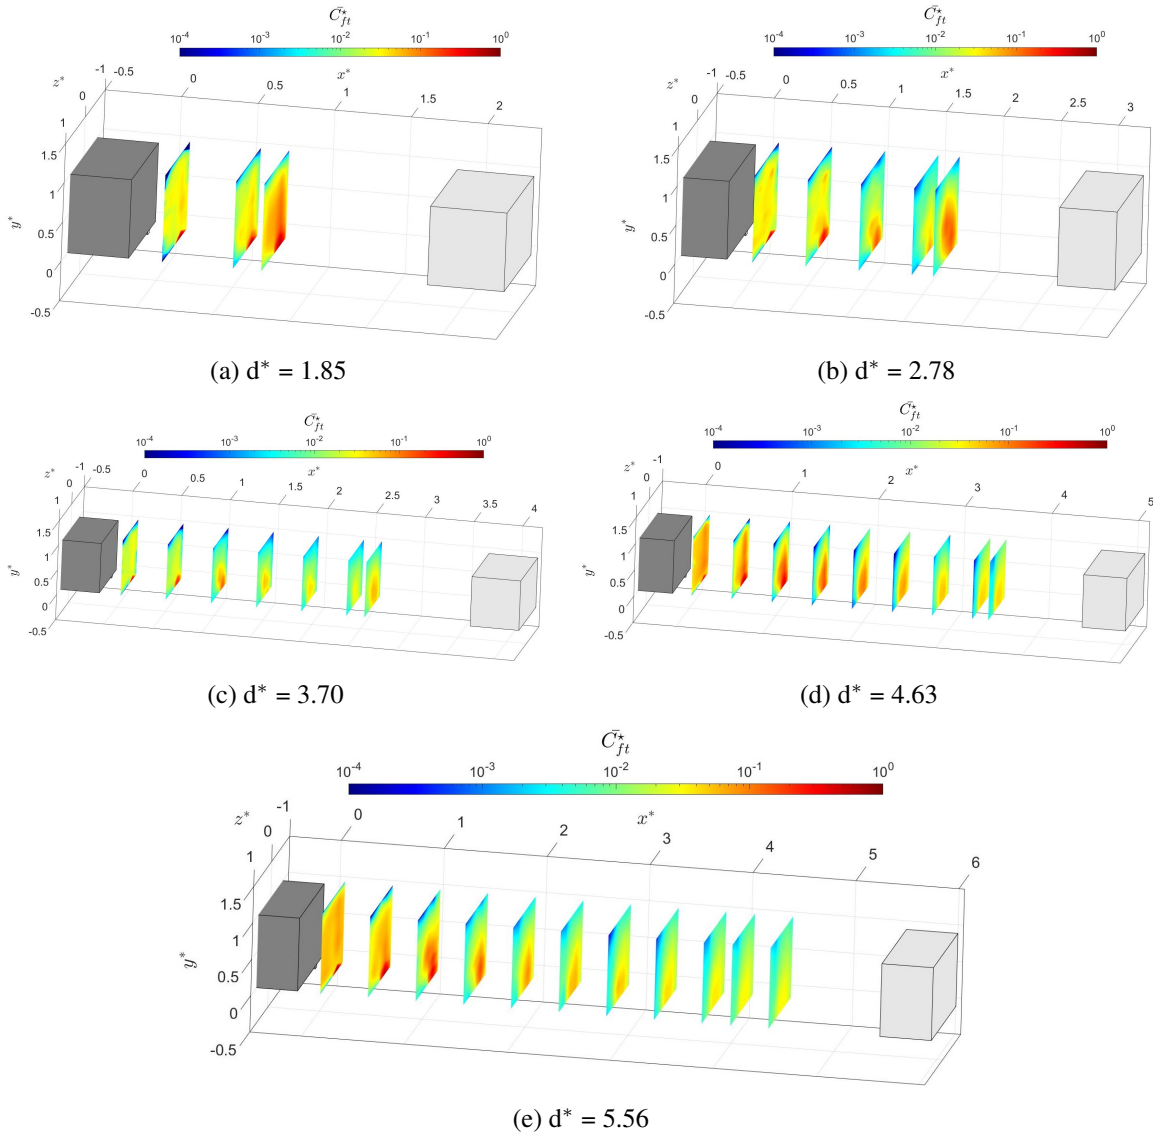 C̄*ft C̄*ft
10^-4 10^-3 10^-2 10^-1 10^0 10^-4 10^-3 10^-2 10^-1 10^0
z* -1 -0.5 0 x* 0.5 1 1.5 2
0 1
1.5 1 0.5 0 -0.5
y*
z* -1 -0.5 0 0.5 x* 1 1.5 2 2.5 3
0 1
1.5 1 0.5 0 -0.5
y*
(a) d* = 1.85 (b) d* = 2.78
C̄*ft C̄*ft
10^-4 10^-3 10^-2 10^-1 10^0 10^-4 10^-3 10^-2 10^-1 10^0
z* -1 -0.5 0 0.5 1 1.5 x* 2 2.5 3 3.5 4
0 1
1.5 1 0.5 0 -0.5
y*
z* -1 0 1 x* 2 3 4 5
0 1
1.5 1 0.5 0 -0.5
y*
(c) d* = 3.70 (d) d* = 4.63
C̄*ft
10^-4 10^-3 10^-2 10^-1 10^0
z* -1 0 1 2 x* 3 4 5 6
0 1
1.5 1 0.5 0 -0.5
y*
(e) d* = 5.56